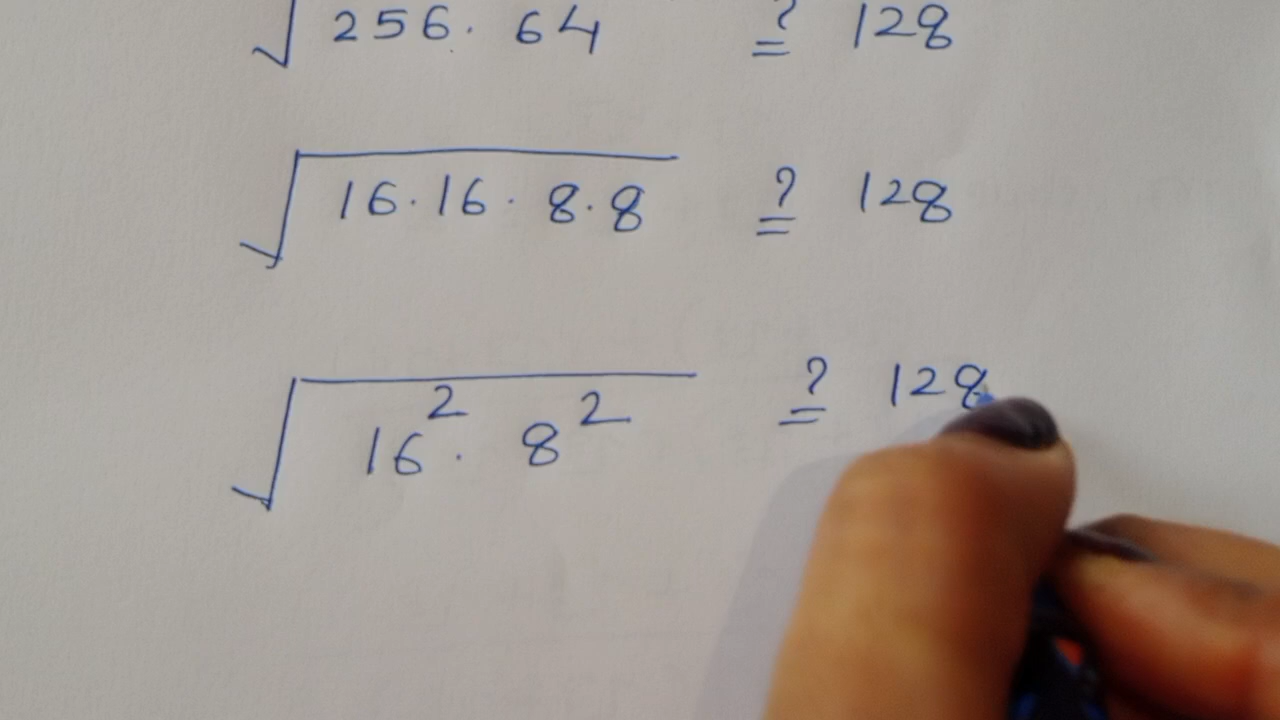 √256. 64 ≟ 128
√16.16. 8.8 ≟ 128
√16². 8² ≟ 128